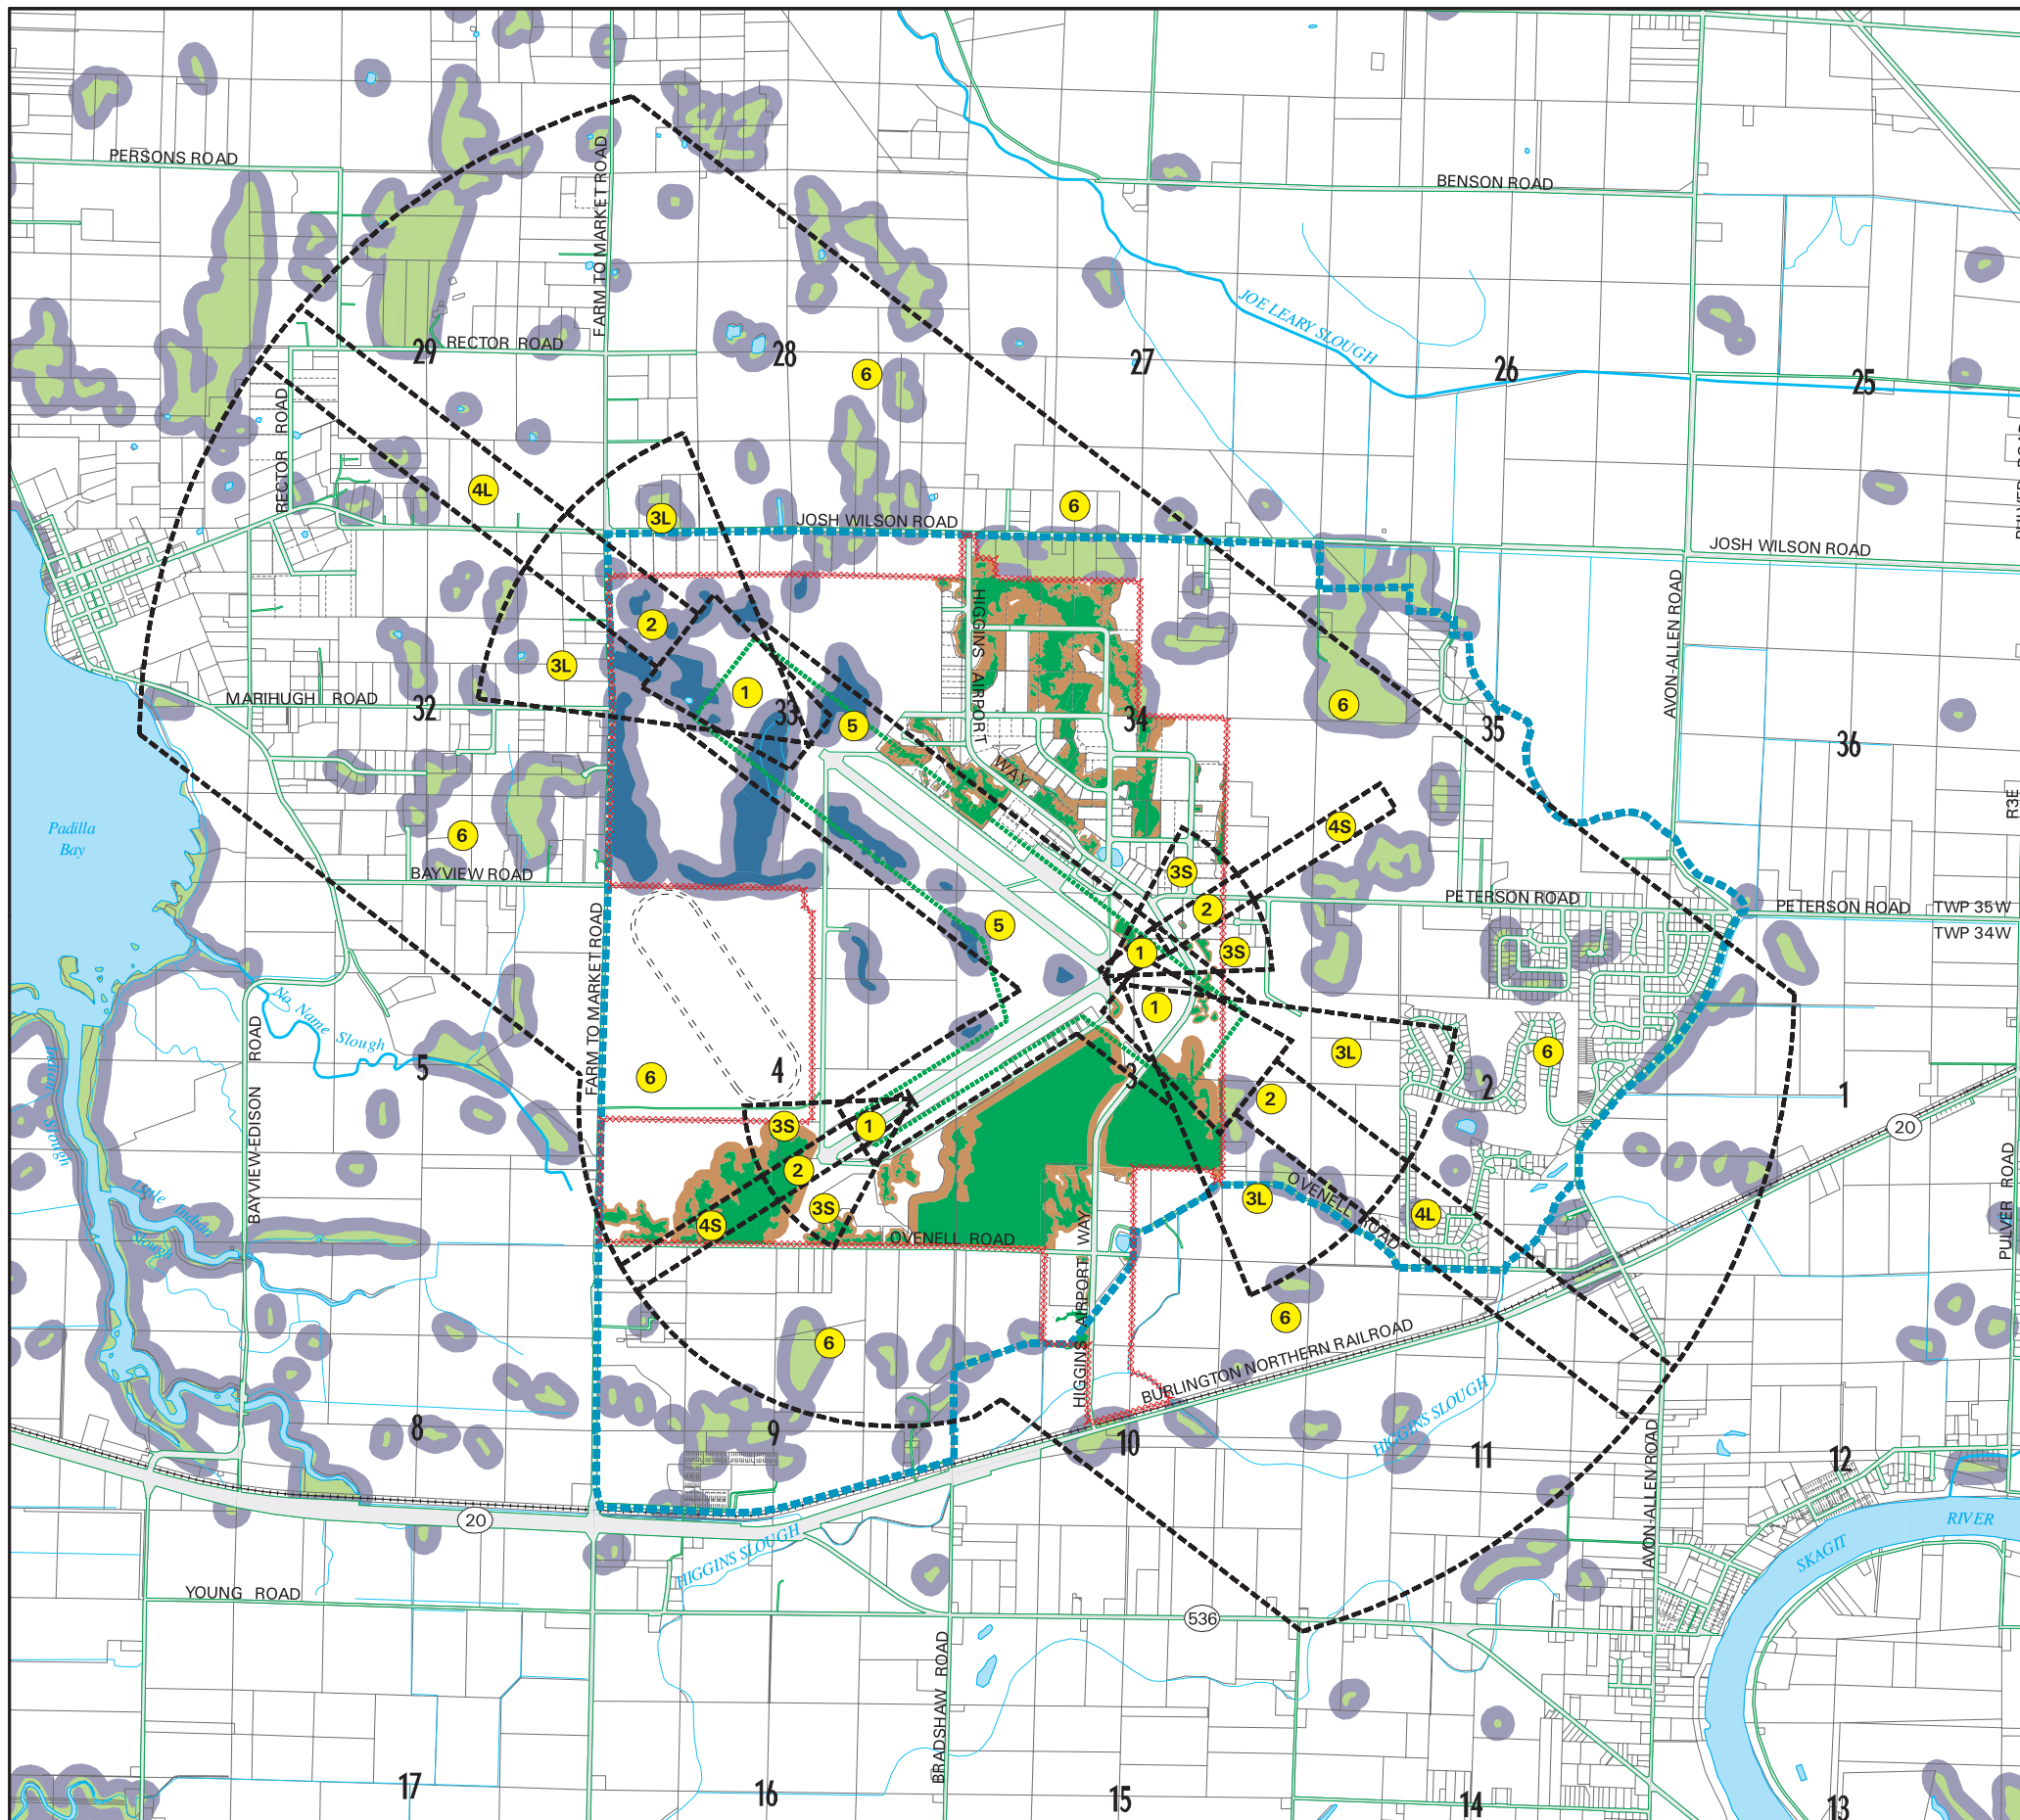 PERSONS ROAD
FARM TO MARKET ROAD
BENSON ROAD
JOE LEARY SLOUGH
29
RECTOR ROAD
28
27
26
25
6
RECTOR ROAD
4L
3L
JOSH WILSON ROAD
6
JOSH WILSON ROAD
2
3L
1
HIGGINS AIRPORT
WAY
AVON-ALLEN ROAD
MARIHUGH ROAD
32
33
5
34
6
35
36
R3E
Padilla
Bay
6
4S
BAYVIEW ROAD
3S
2
PETERSON ROAD
PETERSON ROAD
TWP 35W
TWP 34W
5
1
3S
FARM TO MARKET ROAD
No Name Slough
1
5
6
4
3
3L
2
6
1
2
20
Indian
Slough
BAYVIEW-EDISON ROAD
3S
1
2
3S
4S
Little
Indian
Slough
OVENELL ROAD
3L
OVENELL ROAD
4L
PULVER ROAD
HIGGINS AIRPORT WAY
6
6
BURLINGTON NORTHERN RAILROAD
HIGGINS SLOUGH
8
9
10
11
12
AVON-ALLEN ROAD
20
HIGGINS SLOUGH
SKAGIT
RIVER
YOUNG ROAD
536
BRADSHAW ROAD
17
16
15
14
13